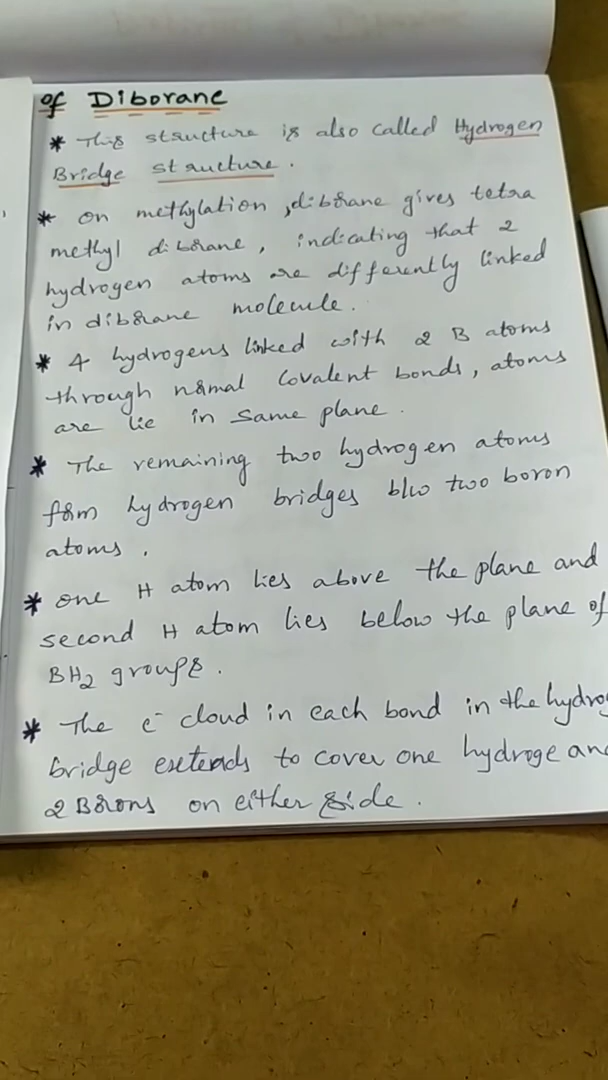 of Diborane
* This structure is also called Hydrogen
Bridge structure.
* on methylation, diborane gives tetra
methyl diborane, indicating that 2
hydrogen atoms are differently linked
in diborane molecule.
* 4 hydrogens linked with 2 B atoms
through normal covalent bonds, atoms
are lie in same plane.
* The remaining two hydrogen atoms
form hydrogen bridges b/w two boron
atoms.
* one H atom lies above the plane and
second H atom lies below the plane of
BH2 groups.
* The e- cloud in each bond in the hydrog
bridge extends to cover one hydroge and
2 Borons on either side.